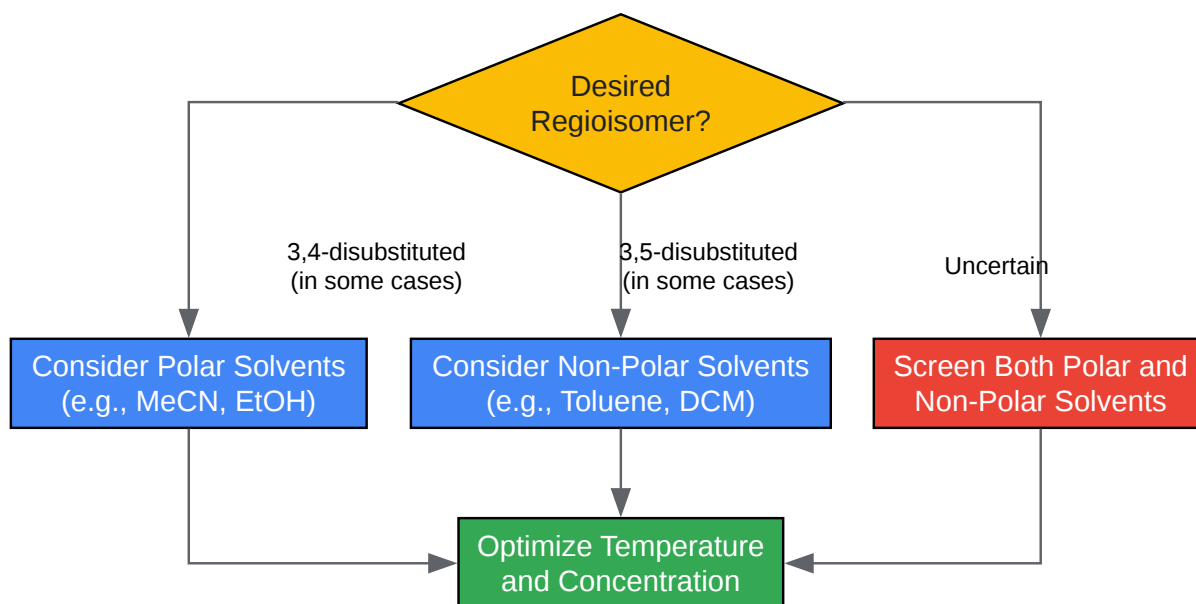 Desired
Regioisomer?
3,4-disubstituted
(in some cases)
3,5-disubstituted
(in some cases)
Uncertain
Consider Polar Solvents
(e.g., MeCN, EtOH)
Consider Non-Polar Solvents
(e.g., Toluene, DCM)
Screen Both Polar and
Non-Polar Solvents
Optimize Temperature
and Concentration